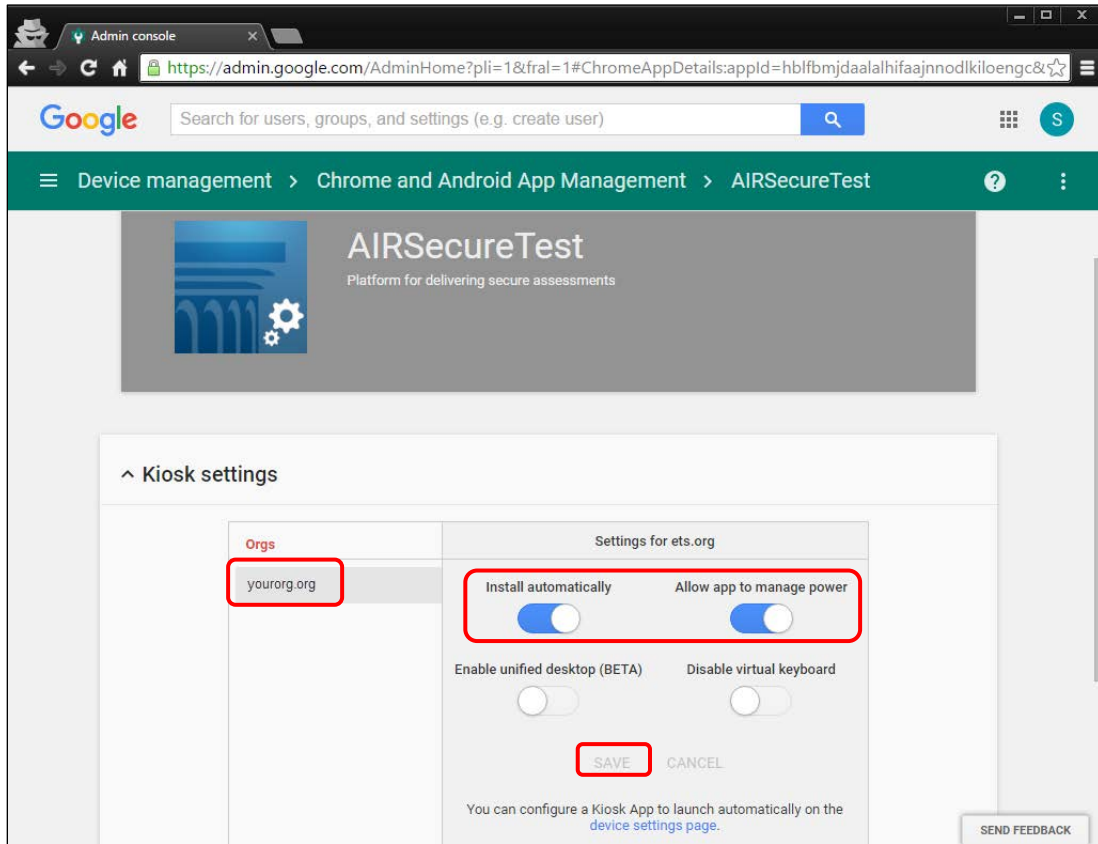 Admin console
https://admin.google.com/AdminHome?pli=1&fral=1#ChromeAppDetails:appId=hblfbmjdaalalhifaajnnodlkiloengc&
Google
Search for users, groups, and settings (e.g. create user)
S
Device management > Chrome and Android App Management > AIRSecureTest
AIRSecureTest
Platform for delivering secure assessments
Kiosk settings
Orgs
Settings for ets.org
yourorg.org
Install automatically
Allow app to manage power
Enable unified desktop (BETA)
Disable virtual keyboard
SAVE
CANCEL
You can configure a Kiosk App to launch automatically on the
device settings page.
SEND FEEDBACK